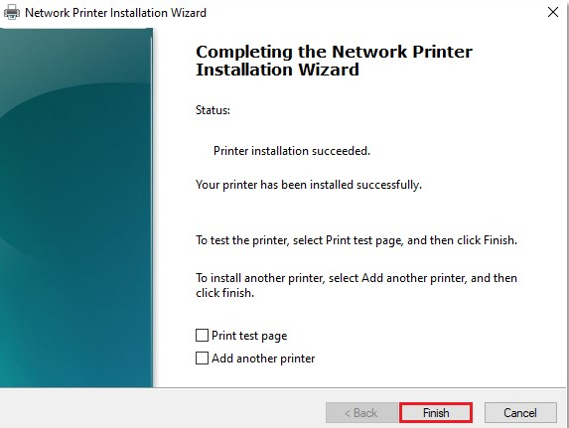 Network Printer Installation Wizard
Completing the Network Printer
Installation Wizard
Status:
Printer installation succeeded.
Your printer has been installed successfully.
To test the printer, select Print test page, and then click Finish.
To install another printer, select Add another printer, and then
click finish.
Print test page
Add another printer
< Back
Finish
Cancel